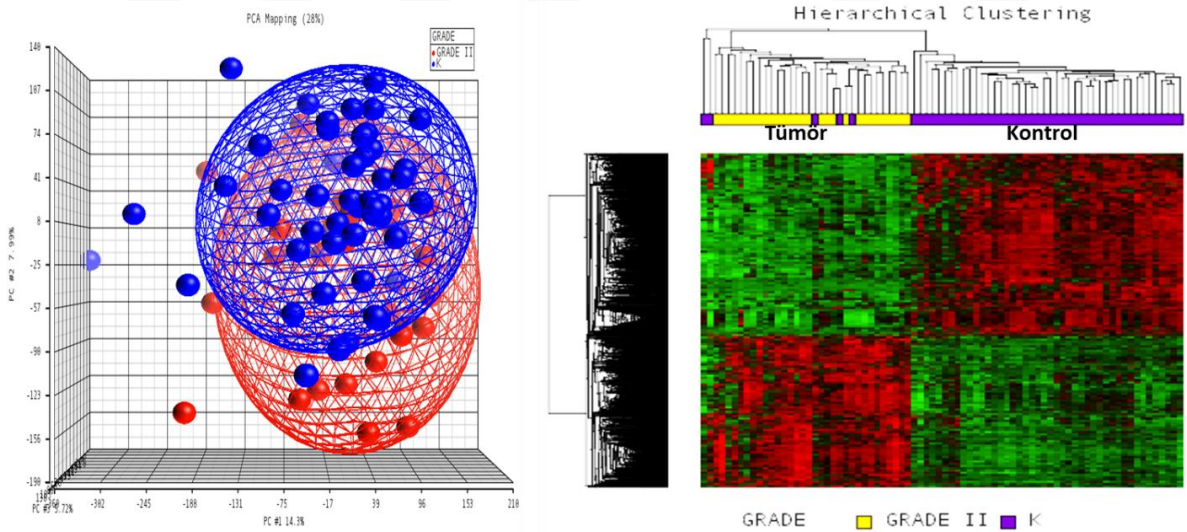 PCA Mapping (28%)
GRADE
GRADE II
K
140
107
74
41
8
-25
-57
-90
-123
-156
-190
PC #2 7.99%
-302
-245
-188
-131
-75
-17
39
96
153
210
PC #1 14.3%
Hierarchical Clustering
Tümör
Kontrol
GRADE
GRADE II
K